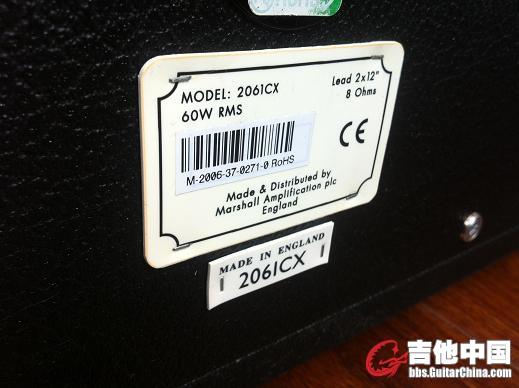 RoHS
MODEL: 2061CX
60W RMS
Lead 2x12"
8 Ohms
M-2006-37-0271-0 RoHS
CE
Made & Distributed by
Marshall Amplification plc
England
MADE IN ENGLAND
2061CX
吉他中国
bbs.GuitarChina.com